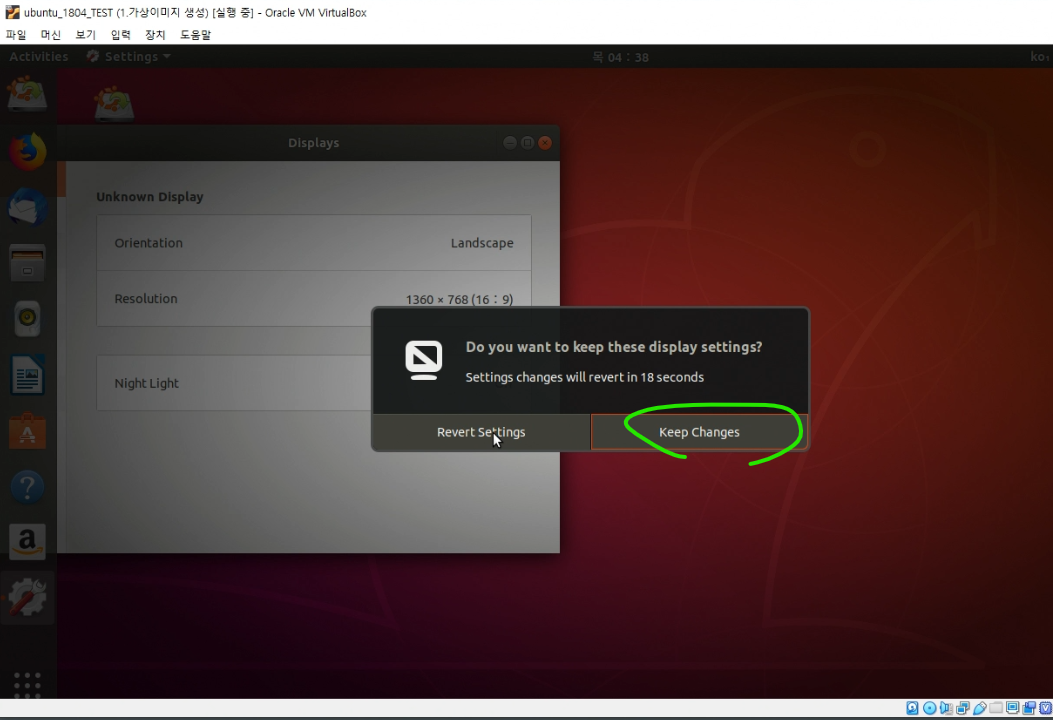 ubuntu_1804_TEST (1.가상이미지 생성) [실행 중] - Oracle VM VirtualBox
파일 머신 보기 입력 장치 도움말
Activities Settings 목 04 : 38 ko₁
Displays
Unknown Display
Orientation Landscape
Resolution 1360 × 768 (16 : 9)
Do you want to keep these display settings?
Settings changes will revert in 18 seconds
Night Light
Revert Settings Keep Changes